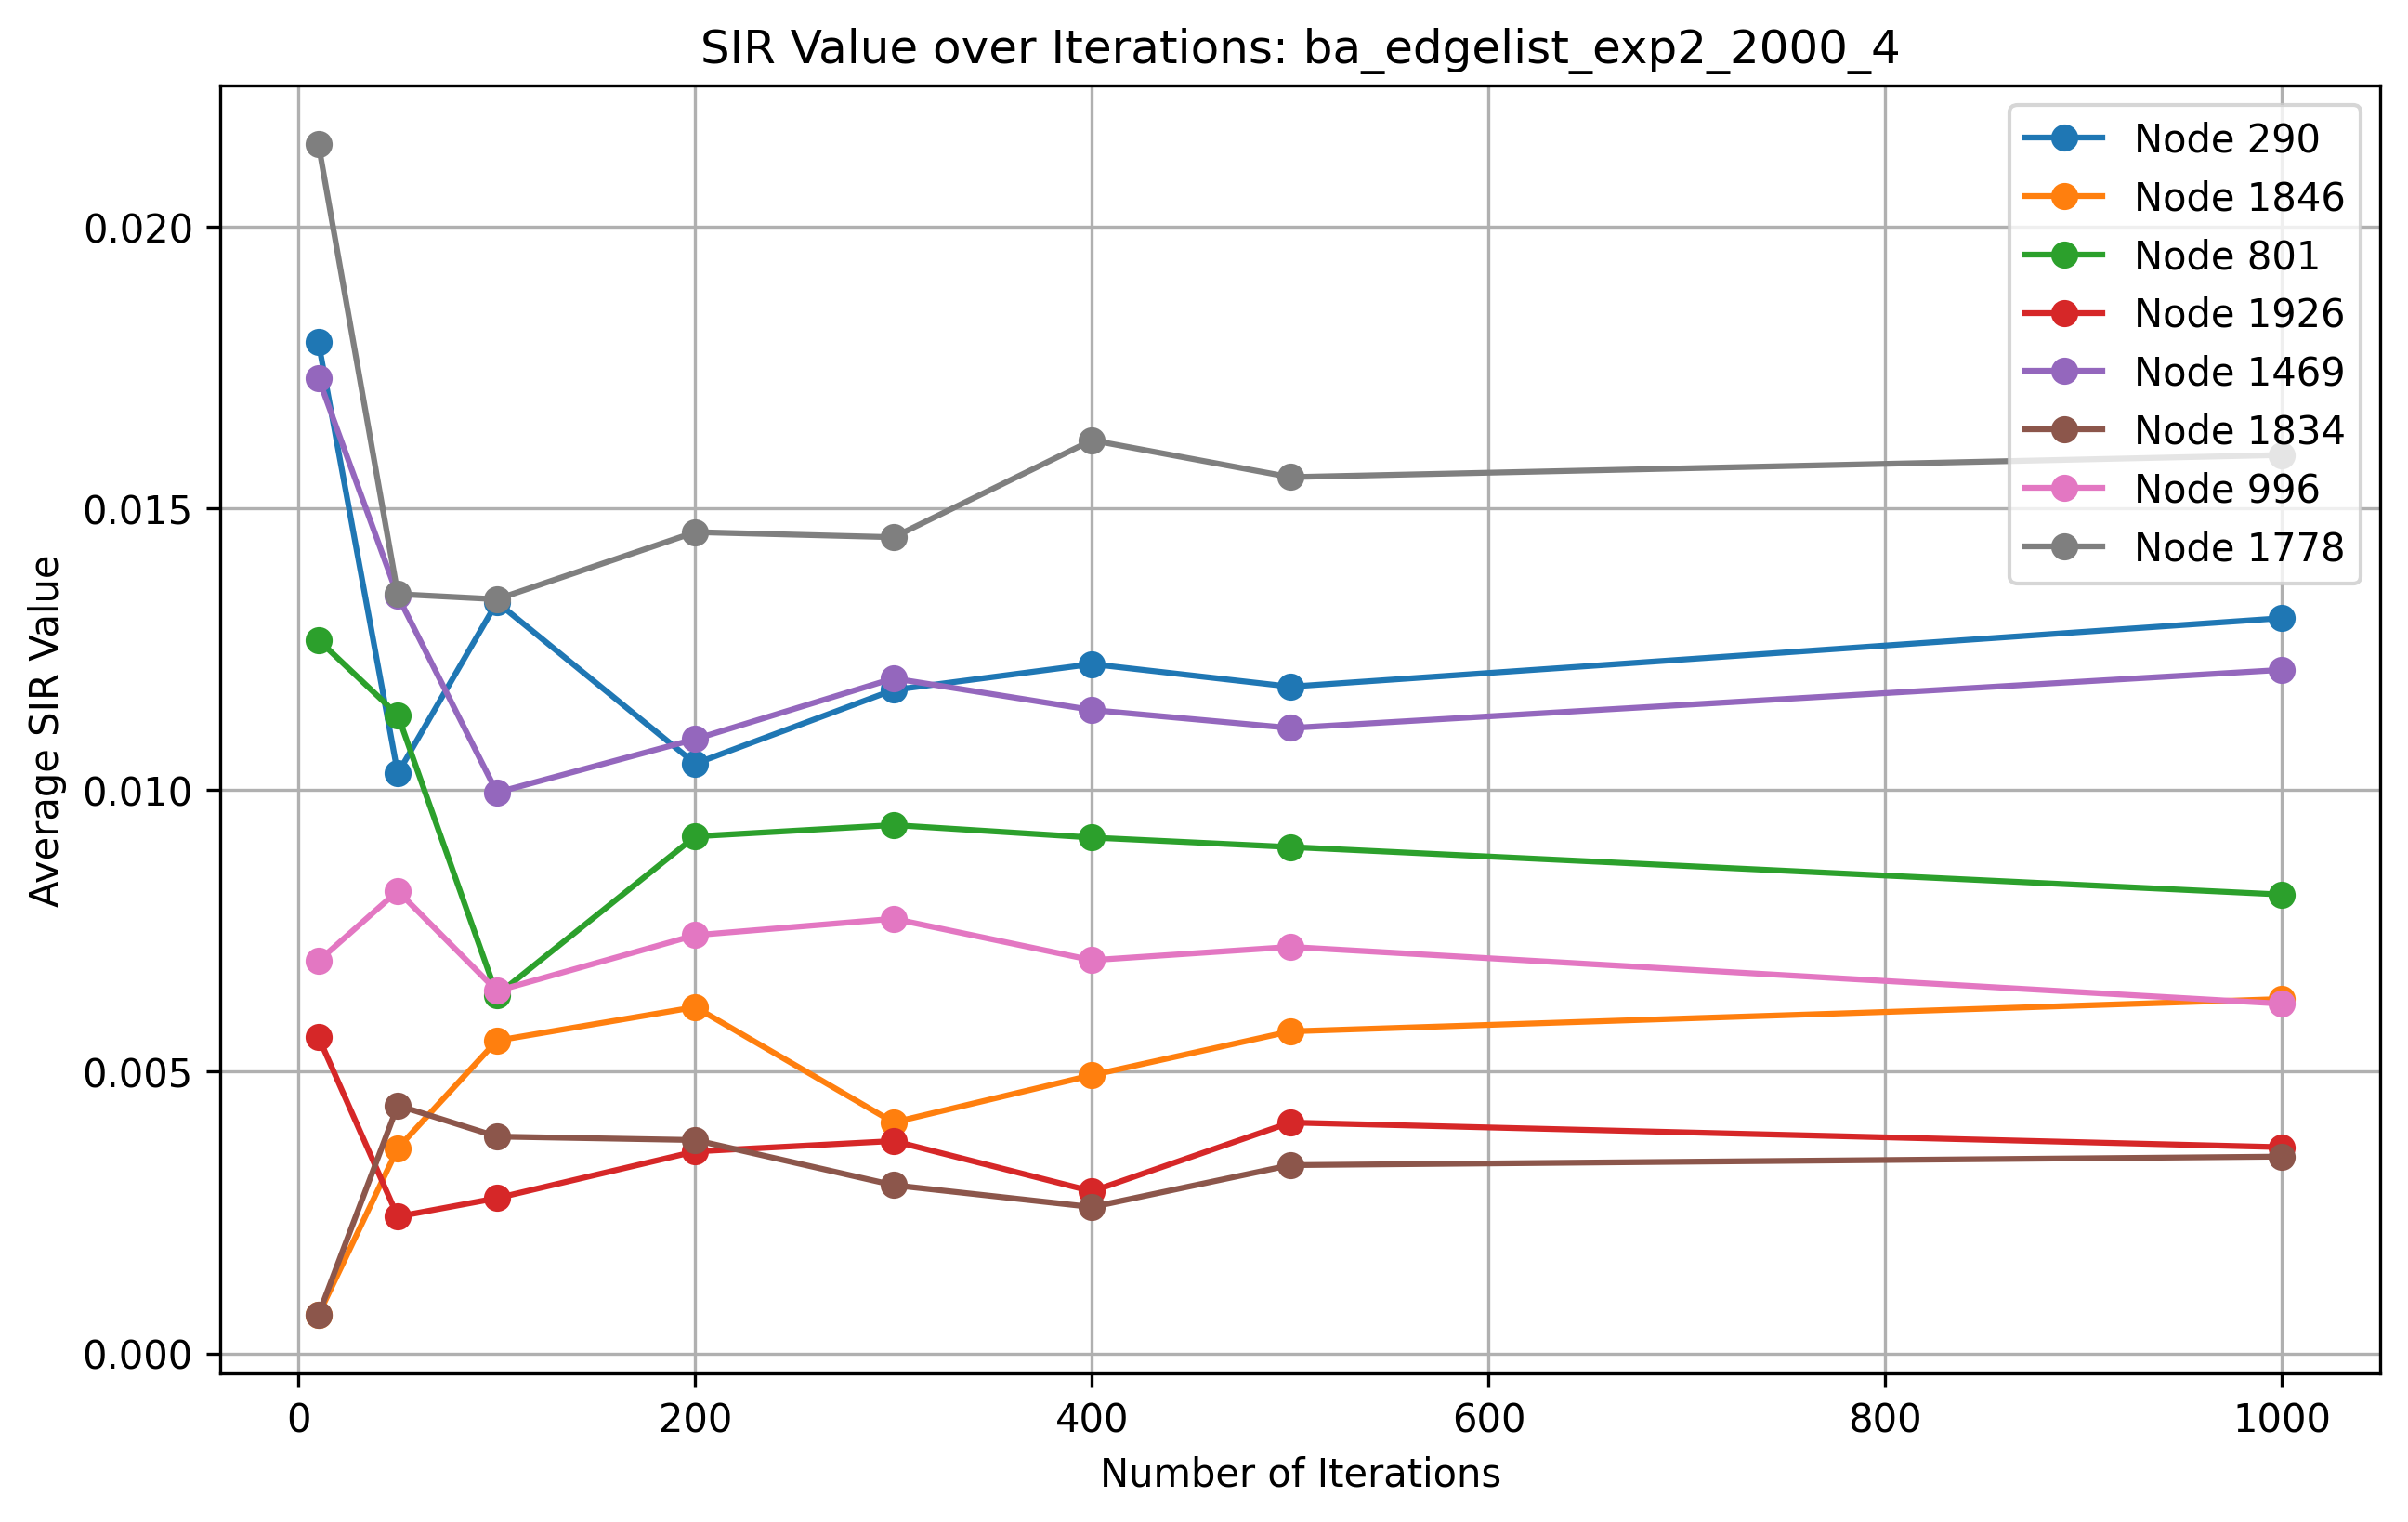 SIR Value over Iterations: ba_edgelist_exp2_2000_4
Average SIR Value
0.020
0.015
0.010
0.005
0.000
Node 290
Node 1846
Node 801
Node 1926
Node 1469
Node 1834
Node 996
Node 1778
0 200 400 600 800 1000
Number of Iterations